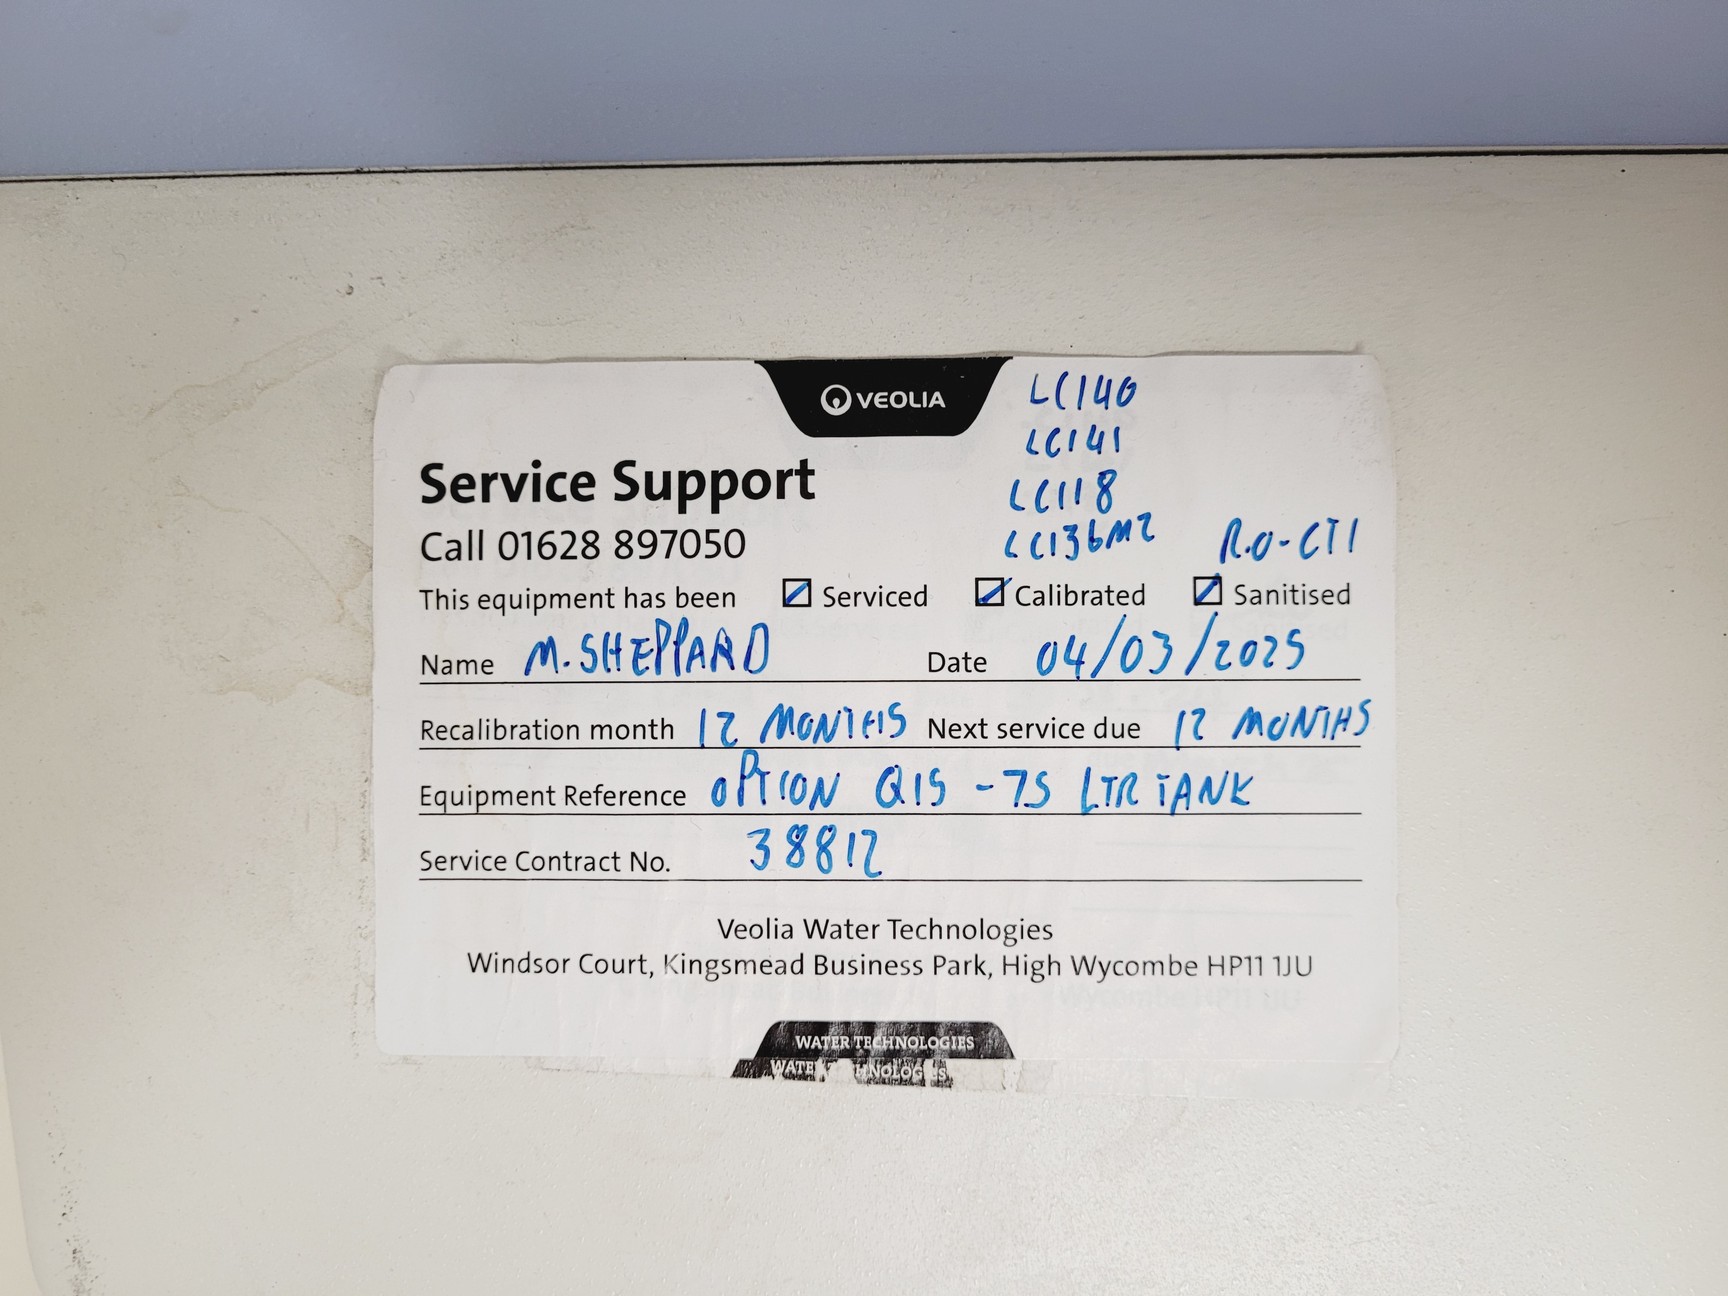 VEOLIA
LC140
LC141
LC118
LC136M2
R.O-CT1
Service Support
Call 01628 897050
This equipment has been Serviced Calibrated Sanitised
Name M. SHEPPARD Date 04/03/2025
Recalibration month 12 MONTHS Next service due 12 MONTHS
Equipment Reference OPTION Q15 -75 LTR TANK
Service Contract No. 38812
Veolia Water Technologies
Windsor Court, Kingsmead Business Park, High Wycombe HP11 1JU
WATER TECHNOLOGIES